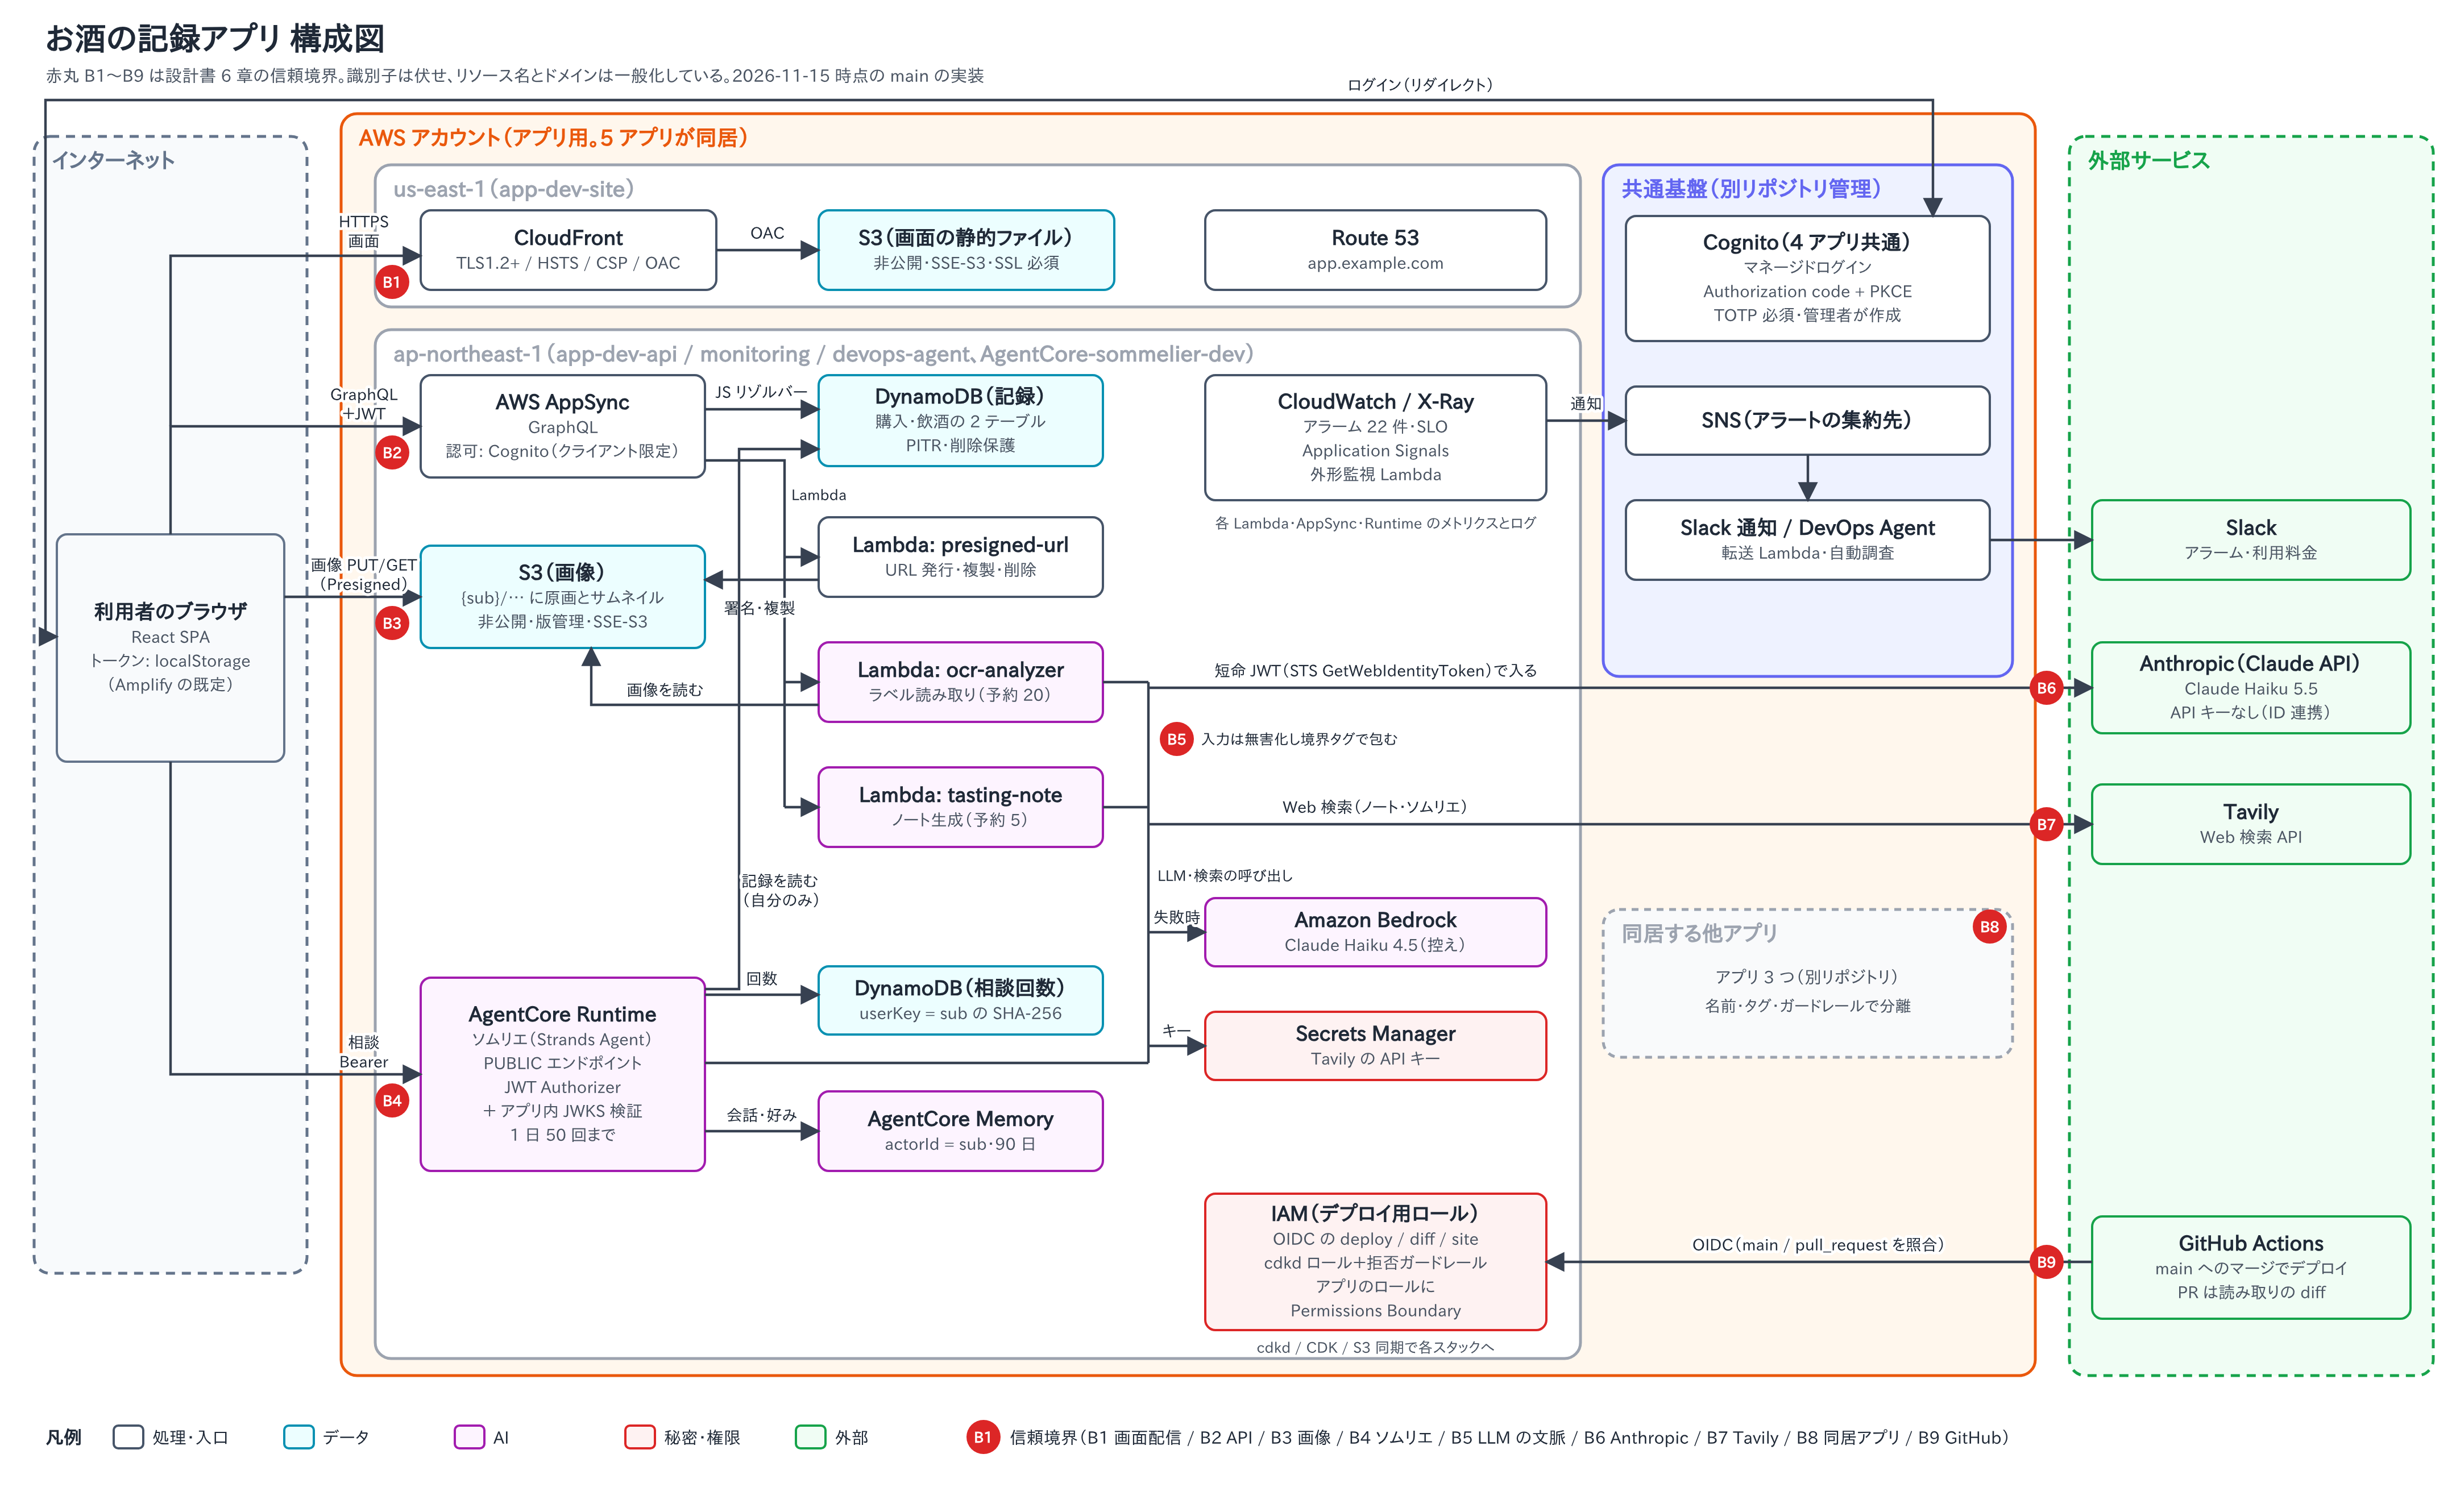 お酒の記録アプリ 構成図
赤丸 B1〜B9 は設計書 6 章の信頼境界。識別子は伏せ、リソース名とドメインは一般化している。2026-11-15 時点の main の実装
ログイン（リダイレクト）
インターネット
利用者のブラウザ
React SPA
トークン: localStorage
（Amplify の既定）
AWS アカウント（アプリ用。5 アプリが同居）
us-east-1（app-dev-site）
HTTPS
画面
B1
CloudFront
TLS1.2+ / HSTS / CSP / OAC
OAC
S3（画面の静的ファイル）
非公開・SSE-S3・SSL 必須
Route 53
app.example.com
ap-northeast-1（app-dev-api / monitoring / devops-agent、AgentCore-sommelier-dev）
GraphQL
＋JWT
B2
AWS AppSync
GraphQL
認可: Cognito（クライアント限定）
JS リゾルバー
DynamoDB（記録）
購入・飲酒の 2 テーブル
PITR・削除保護
Lambda
CloudWatch / X-Ray
アラーム 22 件・SLO
Application Signals
外形監視 Lambda
各 Lambda・AppSync・Runtime のメトリクスとログ
通知
画像 PUT/GET
（Presigned）
B3
S3（画像）
{sub}/… に原画とサムネイル
非公開・版管理・SSE-S3
Lambda: presigned-url
URL 発行・複製・削除
署名・複製
Lambda: ocr-analyzer
ラベル読み取り（予約 20）
画像を読む
短命 JWT（STS GetWebIdentityToken）で入る
B5
入力は無害化し境界タグで包む
Lambda: tasting-note
ノート生成（予約 5）
Web 検索（ノート・ソムリエ）
記録を読む
（自分のみ）
LLM・検索の呼び出し
失敗時
Amazon Bedrock
Claude Haiku 4.5（控え）
相談
Bearer
B4
AgentCore Runtime
ソムリエ（Strands Agent）
PUBLIC エンドポイント
JWT Authorizer
＋ アプリ内 JWKS 検証
1 日 50 回まで
回数
DynamoDB（相談回数）
userKey = sub の SHA-256
キー
Secrets Manager
Tavily の API キー
会話・好み
AgentCore Memory
actorId = sub・90 日
IAM（デプロイ用ロール）
OIDC の deploy / diff / site
cdkd ロール＋拒否ガードレール
アプリのロールに
Permissions Boundary
cdkd / CDK / S3 同期で各スタックへ
共通基盤（別リポジトリ管理）
Cognito（4 アプリ共通）
マネージドログイン
Authorization code + PKCE
TOTP 必須・管理者が作成
SNS（アラートの集約先）
Slack 通知 / DevOps Agent
転送 Lambda・自動調査
同居する他アプリ
B8
アプリ 3 つ（別リポジトリ）
名前・タグ・ガードレールで分離
OIDC（main / pull_request を照合）
外部サービス
Slack
アラーム・利用料金
B6
Anthropic（Claude API）
Claude Haiku 5.5
API キーなし（ID 連携）
B7
Tavily
Web 検索 API
B9
GitHub Actions
main へのマージでデプロイ
PR は読み取りの diff
凡例
処理・入口
データ
AI
秘密・権限
外部
B1
信頼境界（B1 画面配信 / B2 API / B3 画像 / B4 ソムリエ / B5 LLM の文脈 / B6 Anthropic / B7 Tavily / B8 同居アプリ / B9 GitHub）